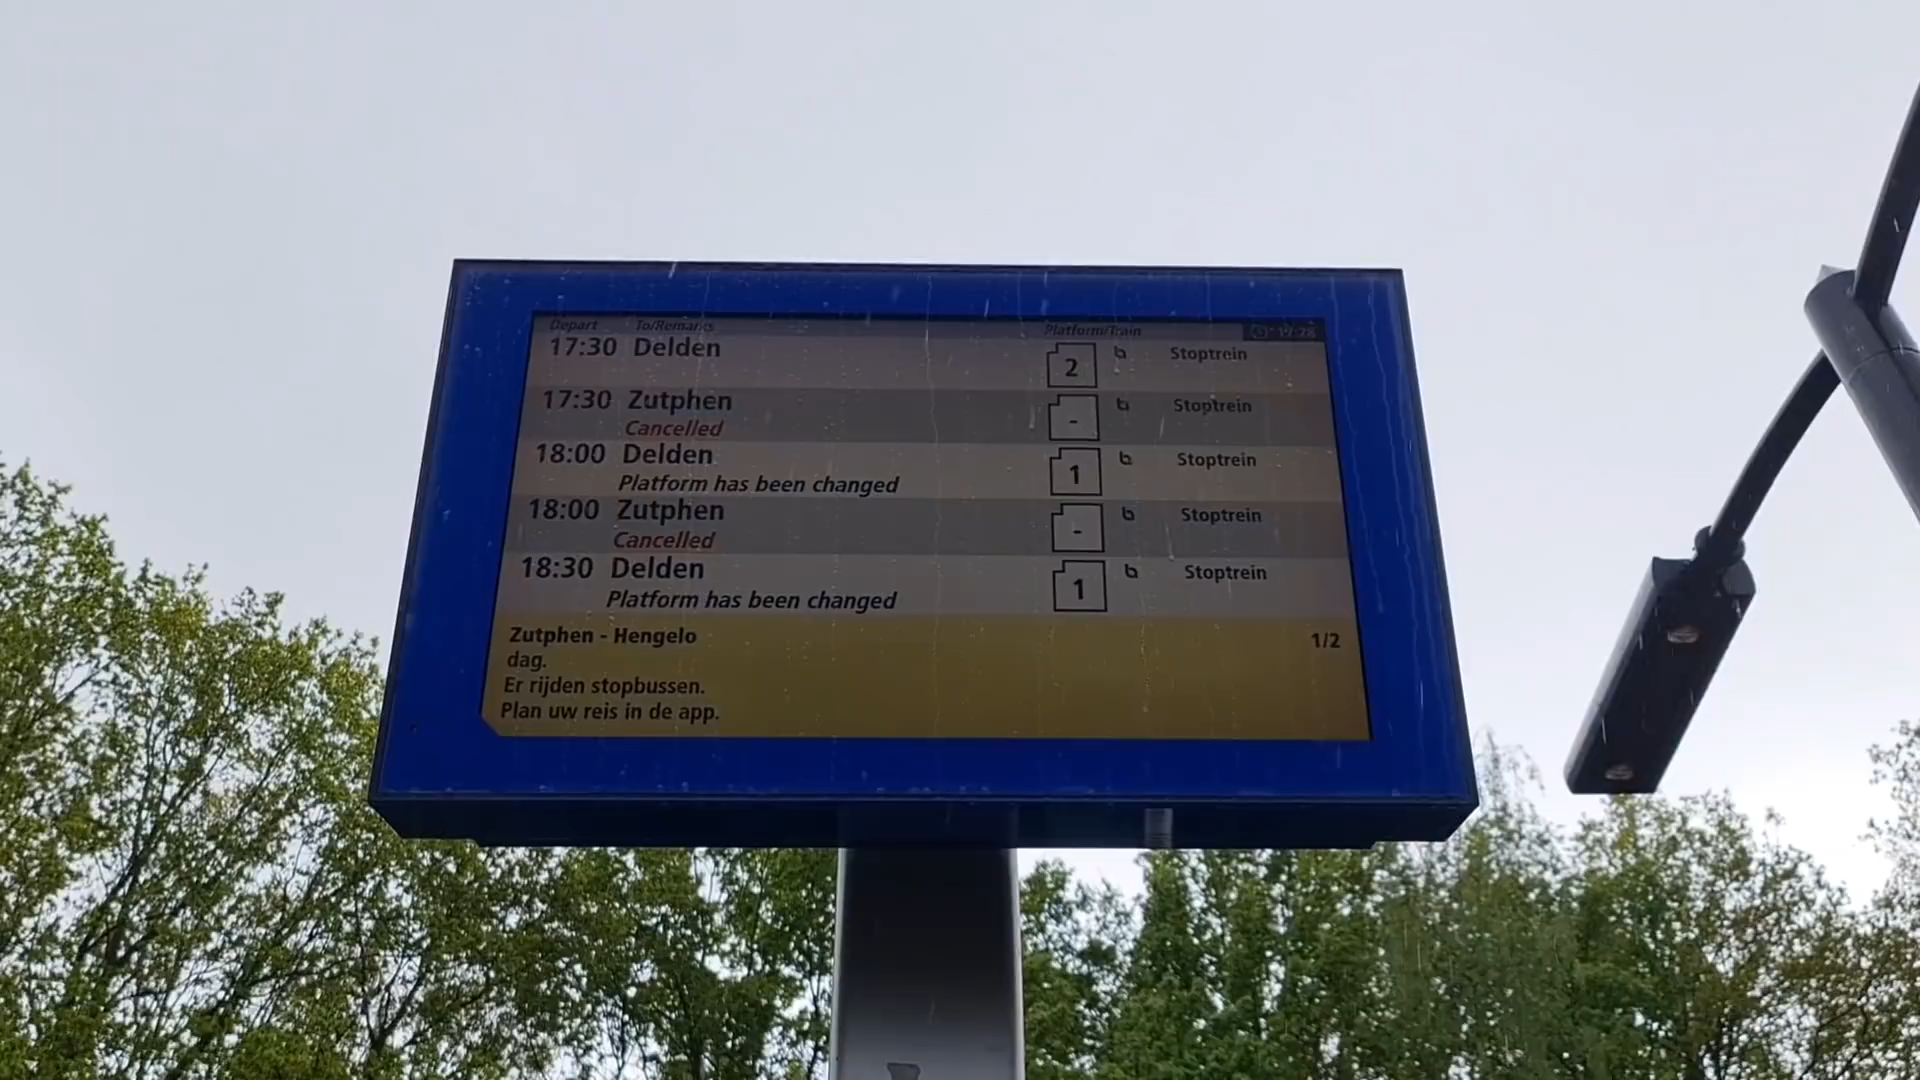 Depart To/Remarks Platform/Train 17:28
17:30 Delden 2 Stoptrein
17:30 Zutphen - Stoptrein
Cancelled
18:00 Delden 1 Stoptrein
Platform has been changed
18:00 Zutphen - Stoptrein
Cancelled
18:30 Delden 1 Stoptrein
Platform has been changed
Zutphen - Hengelo 1/2
dag.
Er rijden stopbussen.
Plan uw reis in de app.